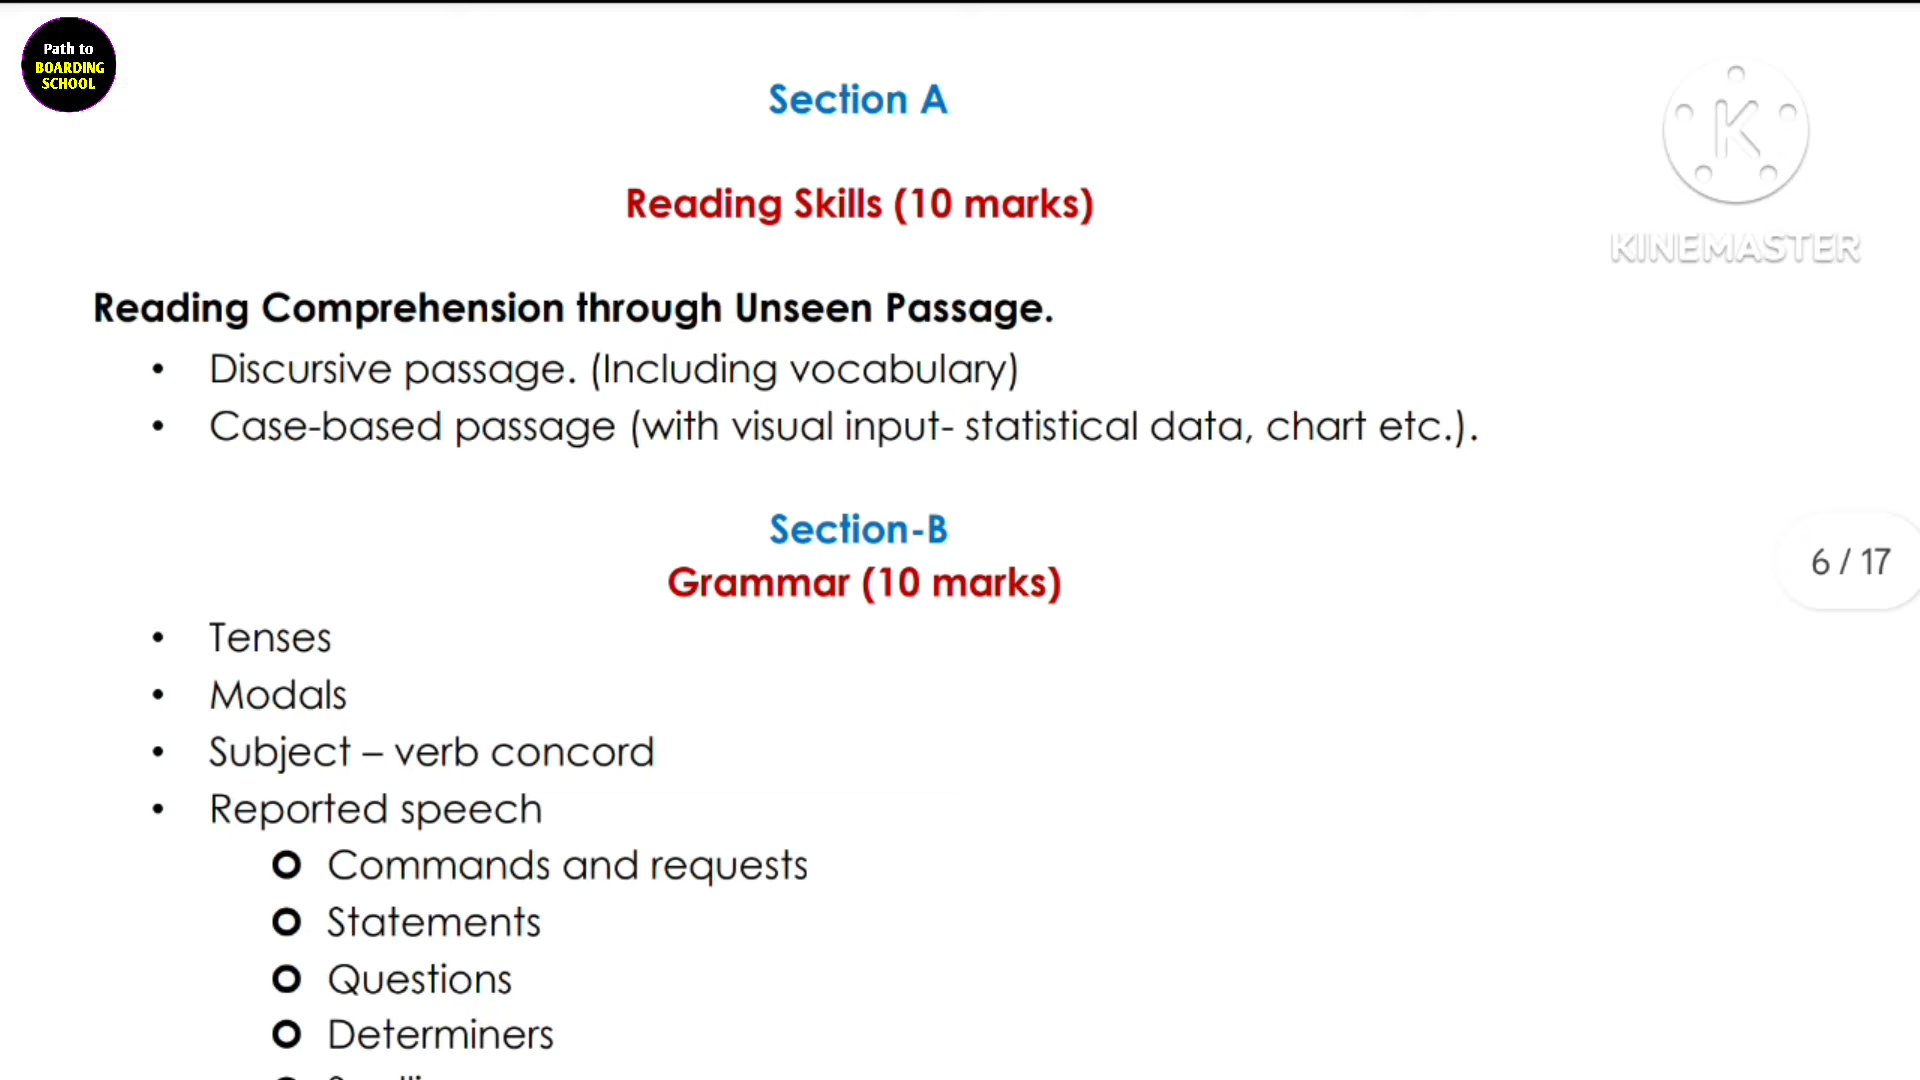 Path to
BOARDING
SCHOOL
Section A
Reading Skills (10 marks)
K
KINEMASTER
Reading Comprehension through Unseen Passage.
• Discursive passage. (Including vocabulary)
• Case-based passage (with visual input- statistical data, chart etc.).
Section-B
Grammar (10 marks)
6 / 17
• Tenses
• Modals
• Subject – verb concord
• Reported speech
Commands and requests
Statements
Questions
Determiners